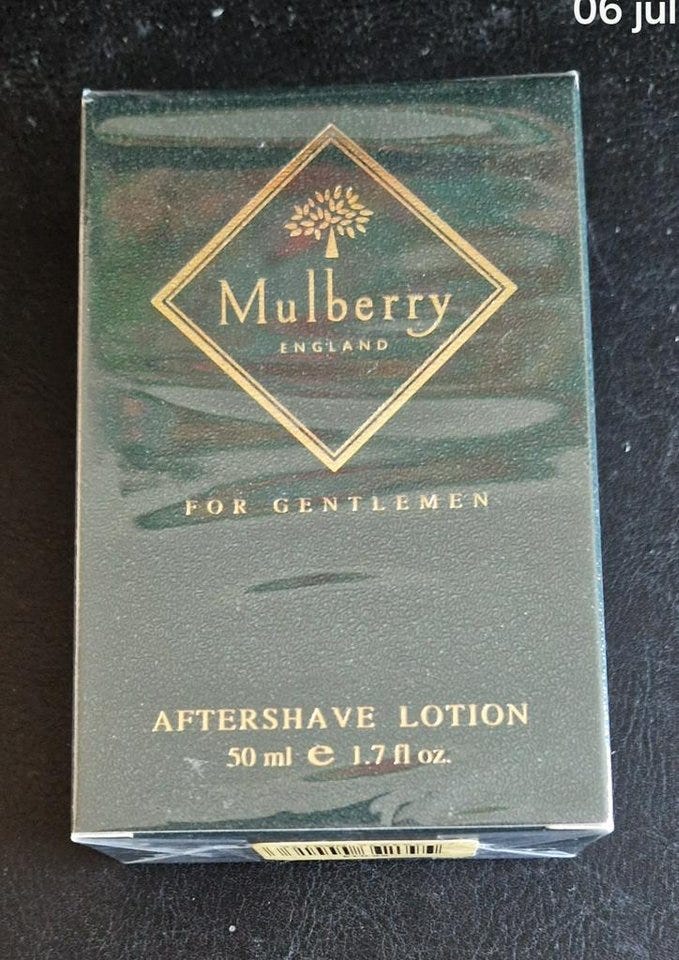 06 jul
Mulberry
ENGLAND
FOR GENTLEMEN
AFTERSHAVE LOTION
50 ml e 1.7 fl oz.